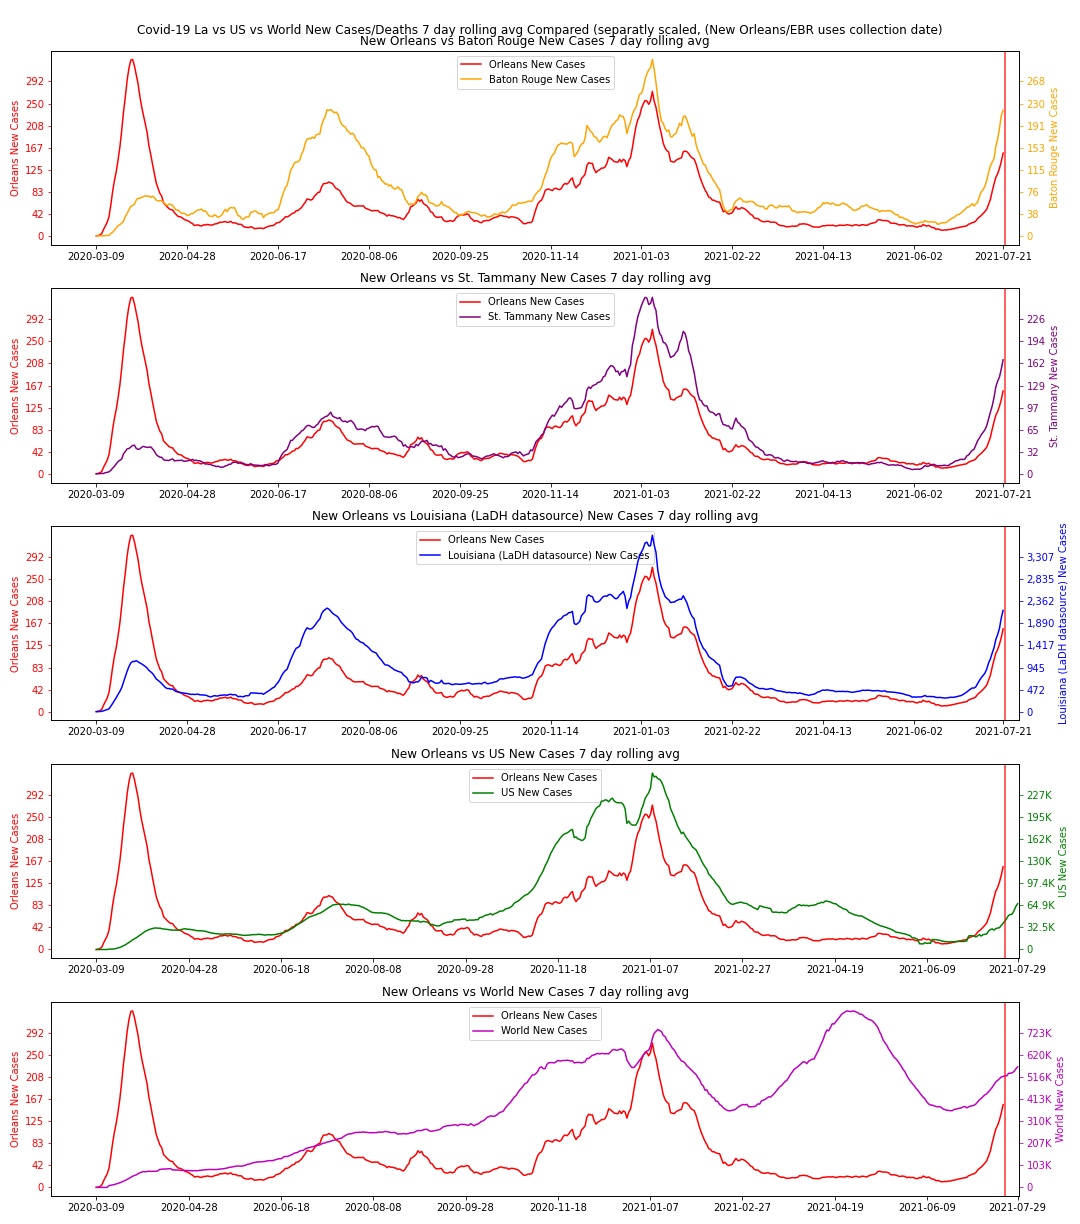 Covid-19 La vs US vs World New Cases/Deaths 7 day rolling avg Compared (separatly scaled, (New Orleans/EBR uses collection date)
New Orleans vs Baton Rouge New Cases 7 day rolling avg
Orleans New Cases
Baton Rouge New Cases
292
250
208
167
125
83
42
0
Orleans New Cases
268
230
191
153
115
76
38
0
Baton Rouge New Cases
2020-03-09 2020-04-28 2020-06-17 2020-08-06 2020-09-25 2020-11-14 2021-01-03 2021-02-22 2021-04-13 2021-06-02 2021-07-21
New Orleans vs St. Tammany New Cases 7 day rolling avg
Orleans New Cases
St. Tammany New Cases
292
250
208
167
125
83
42
0
Orleans New Cases
226
194
162
129
97
65
32
0
St. Tammany New Cases
2020-03-09 2020-04-28 2020-06-17 2020-08-06 2020-09-25 2020-11-14 2021-01-03 2021-02-22 2021-04-13 2021-06-02 2021-07-21
New Orleans vs Louisiana (LaDH datasource) New Cases 7 day rolling avg
Orleans New Cases
Louisiana (LaDH datasource) New Cases
292
250
208
167
125
83
42
0
Orleans New Cases
3,307
2,835
2,362
1,890
1,417
945
472
0
Louisiana (LaDH datasource) New Cases
2020-03-09 2020-04-28 2020-06-17 2020-08-06 2020-09-25 2020-11-14 2021-01-03 2021-02-22 2021-04-13 2021-06-02 2021-07-21
New Orleans vs US New Cases 7 day rolling avg
Orleans New Cases
US New Cases
292
250
208
167
125
83
42
0
Orleans New Cases
227K
195K
162K
130K
97.4K
64.9K
32.5K
0
US New Cases
2020-03-09 2020-04-28 2020-06-18 2020-08-08 2020-09-28 2020-11-18 2021-01-07 2021-02-27 2021-04-19 2021-06-09 2021-07-29
New Orleans vs World New Cases 7 day rolling avg
Orleans New Cases
World New Cases
292
250
208
167
125
83
42
0
Orleans New Cases
723K
620K
516K
413K
310K
207K
103K
0
World New Cases
2020-03-09 2020-04-28 2020-06-18 2020-08-08 2020-09-28 2020-11-18 2021-01-07 2021-02-27 2021-04-19 2021-06-09 2021-07-29